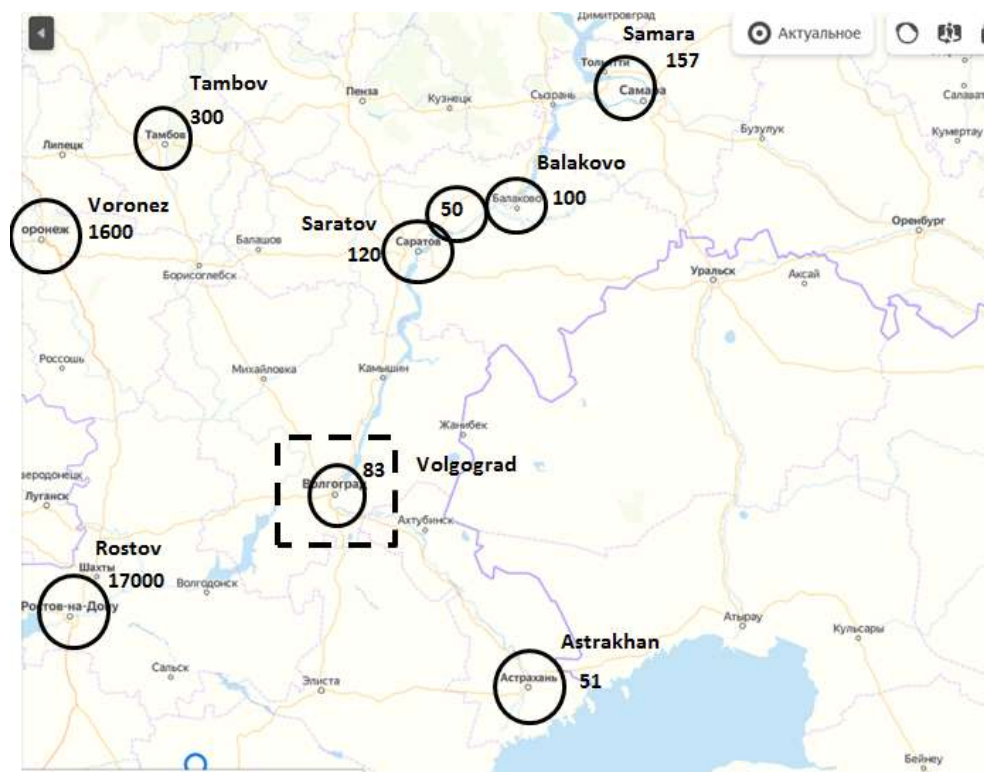 Димитровград
Samara
Актуальное
157
Тольятти
Самара
Салават
Tambov
300
Пенза
Кузнецк
Сызрань
Бузулук
Кумертау
Тамбов
Липецк
Balakovo
100
Балаково
Voronez
1600
оронеж
Saratov
120
50
Саратов
Балашов
Борисоглебск
Оренбург
Уральск
Аксай
Россошь
Михайловка
Камышин
Жанибек
83
Volgograd
Волгоград
еверодонецк
Луганск
Ахтубинск
Rostov
17000
Шахты
Ростов-на-Дону
Волгодонск
Атырау
Кульсары
Astrakhan
51
Сальск
Элиста
Астрахань
Бейнеу